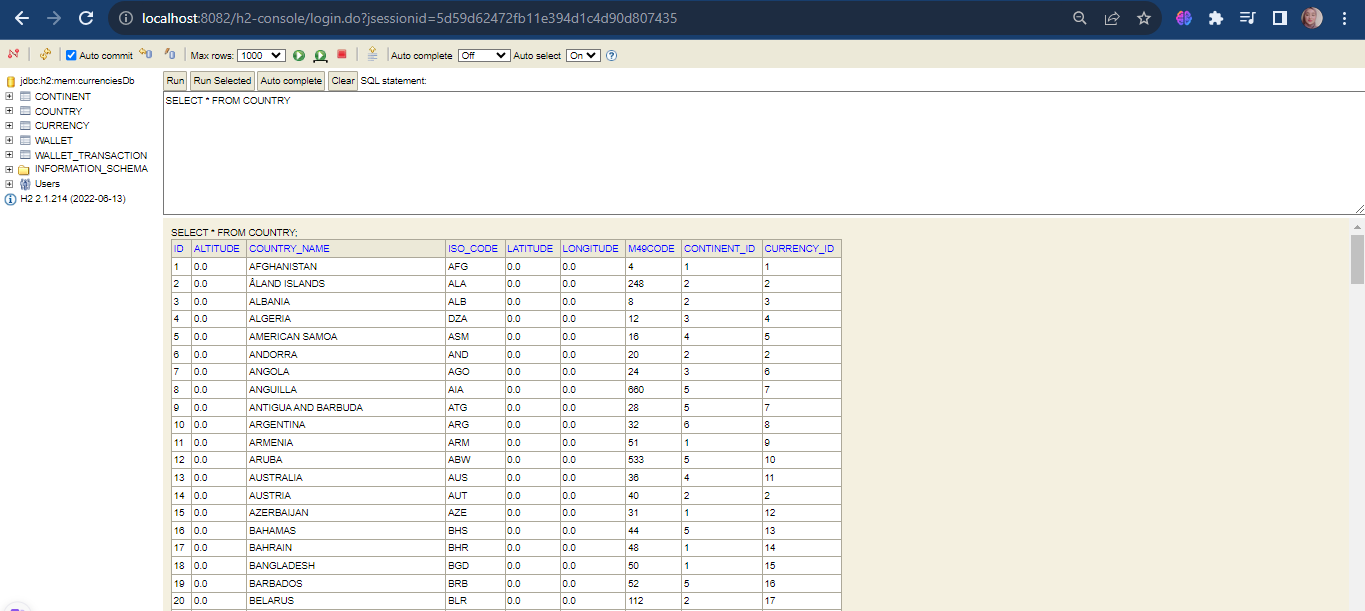 localhost:8082/h2-console/login.do?jsessionid=5d59d62472fb11e394d1c4d90d807435
Auto commit Max rows: 1000 Auto complete Off Auto select On
jdbc:h2:mem:currenciesDb
CONTINENT
COUNTRY
CURRENCY
WALLET
WALLET_TRANSACTION
INFORMATION_SCHEMA
Users
H2 2.1.214 (2022-06-13)
Run Run Selected Auto complete Clear SQL statement:
SELECT * FROM COUNTRY
SELECT * FROM COUNTRY;
ID ALTITUDE COUNTRY_NAME ISO_CODE LATITUDE LONGITUDE M49CODE CONTINENT_ID CURRENCY_ID
1 0.0 AFGHANISTAN AFG 0.0 0.0 4 1 1
2 0.0 ÅLAND ISLANDS ALA 0.0 0.0 248 2 2
3 0.0 ALBANIA ALB 0.0 0.0 8 2 3
4 0.0 ALGERIA DZA 0.0 0.0 12 3 4
5 0.0 AMERICAN SAMOA ASM 0.0 0.0 16 4 5
6 0.0 ANDORRA AND 0.0 0.0 20 2 2
7 0.0 ANGOLA AGO 0.0 0.0 24 3 6
8 0.0 ANGUILLA AIA 0.0 0.0 660 5 7
9 0.0 ANTIGUA AND BARBUDA ATG 0.0 0.0 28 5 7
10 0.0 ARGENTINA ARG 0.0 0.0 32 6 8
11 0.0 ARMENIA ARM 0.0 0.0 51 1 9
12 0.0 ARUBA ABW 0.0 0.0 533 5 10
13 0.0 AUSTRALIA AUS 0.0 0.0 36 4 11
14 0.0 AUSTRIA AUT 0.0 0.0 40 2 2
15 0.0 AZERBAIJAN AZE 0.0 0.0 31 1 12
16 0.0 BAHAMAS BHS 0.0 0.0 44 5 13
17 0.0 BAHRAIN BHR 0.0 0.0 48 1 14
18 0.0 BANGLADESH BGD 0.0 0.0 50 1 15
19 0.0 BARBADOS BRB 0.0 0.0 52 5 16
20 0.0 BELARUS BLR 0.0 0.0 112 2 17